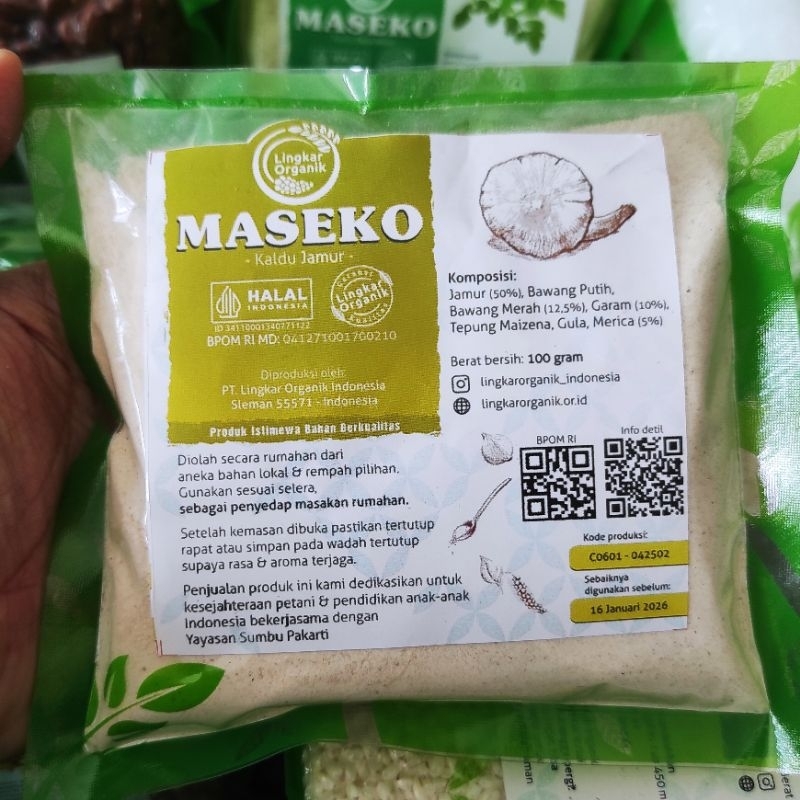 MASEKO
Lingkar
Organik
MASEKO
- Kaldu Jamur -
HALAL
INDONESIA
ID 34110001340771122
Lingkar
Organik
BPOM RI MD: 041271001700210
Diproduksi oleh:
PT. Lingkar Organik Indonesia
Sleman 55571 - Indonesia
Produk Istimewa Bahan Berkualitas
Komposisi:
Jamur (50%), Bawang Putih,
Bawang Merah (12,5%), Garam (10%),
Tepung Maizena, Gula, Merica (5%)
Berat bersih: 100 gram
lingkarorganik_indonesia
lingkarorganik.or.id
Diolah secara rumahan dari
aneka bahan lokal & rempah pilihan.
Gunakan sesuai selera,
sebagai penyedap masakan rumahan.
Setelah kemasan dibuka pastikan tertutup
rapat atau simpan pada wadah tertutup
supaya rasa & aroma terjaga.
Penjualan produk ini kami dedikasikan untuk
kesejahteraan petani & pendidikan anak-anak
Indonesia bekerjasama dengan
Yayasan Sumbu Pakarti
BPOM RI
Info detil
Kode produksi:
C0601 - 042502
Sebaiknya
digunakan sebelum:
16 Januari 2026